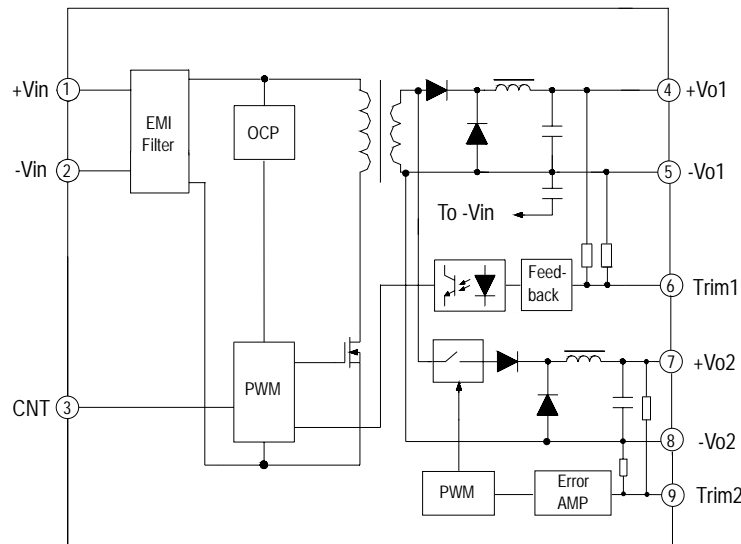 +Vin 1
-Vin 2
EMI
Filter
OCP
4 +Vo1
5 -Vo1
To -Vin
Feed-
back
6 Trim1
CNT 3
PWM
7 +Vo2
8 -Vo2
PWM
Error
AMP
9 Trim2